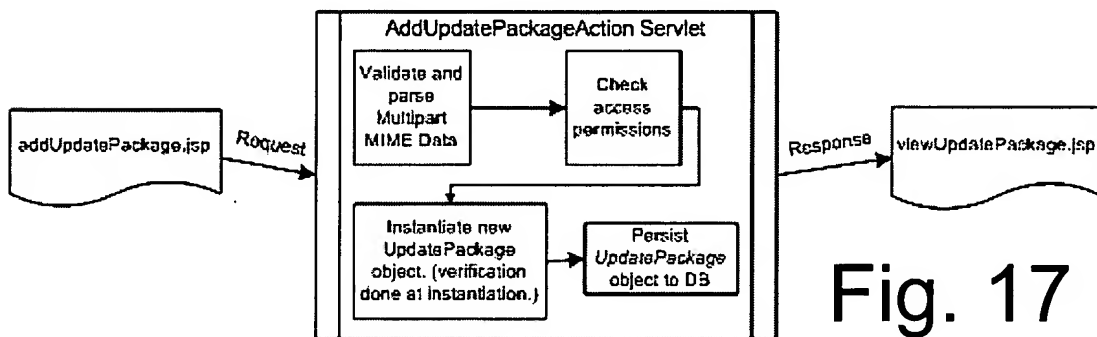 AddUpdatePackageAction Servlet
Validate and
parse
Multipart
MIME Data
Check
access
permissions
addUpdatePackage.jsp
Request
Response
viewUpdatePackage.jsp
Instantiate new
UpdatePackage
object. (verification
done at instantiation.)
Persist
UpdatePackage
object to DB
Fig. 17